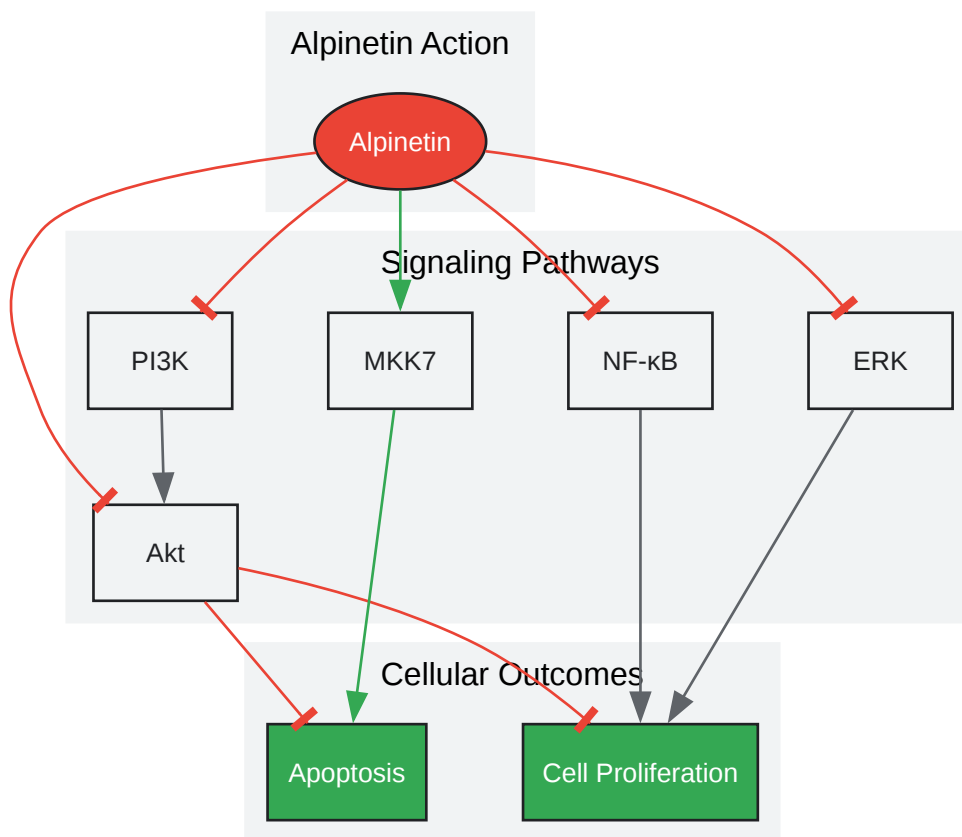 Alpinetin Action
Alpinetin
Signaling Pathways
PI3K
MKK7
NF-κB
ERK
Akt
Cellular Outcomes
Apoptosis
Cell Proliferation